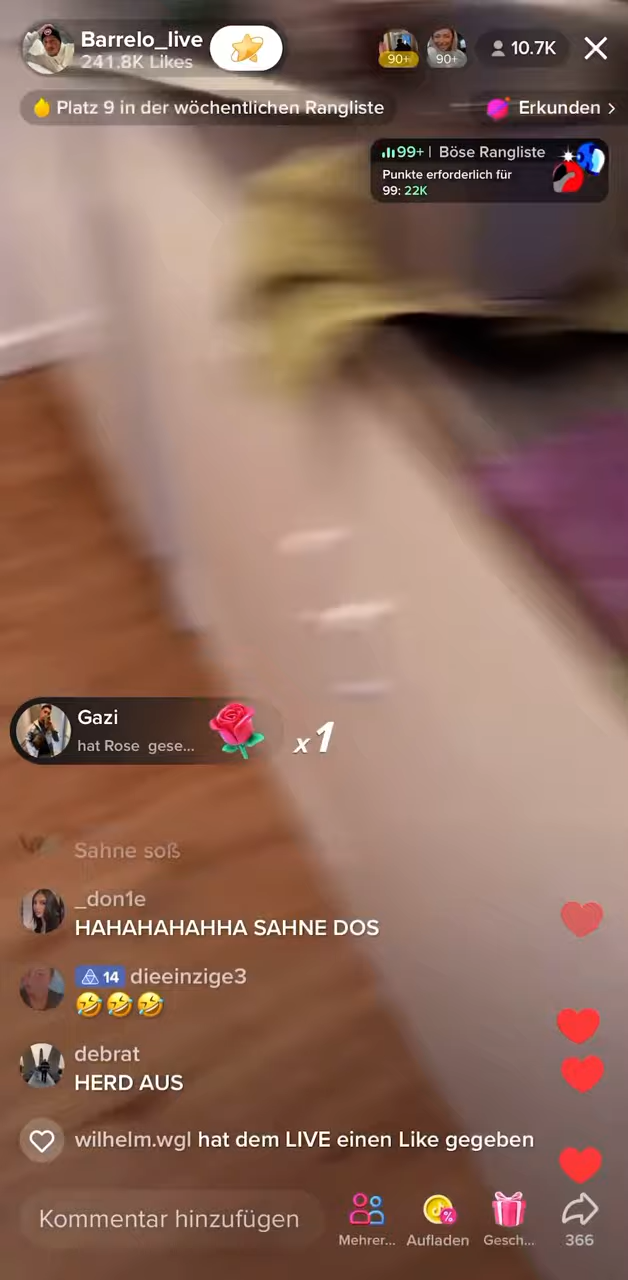 Barrelo_live
241.8K Likes
90+
90+
10.7K
Platz 9 in der wöchentlichen Rangliste
Erkunden >
99+ | Böse Rangliste
Punkte erforderlich für
99: 22K
Gazi
hat Rose gese...
x1
Sahne soß
_don1e
HAHAHAHAHHA SAHNE DOS
14 dieeinzige3
🤣🤣🤣
debrat
HERD AUS
wilhelm.wgl hat dem LIVE einen Like gegeben
Kommentar hinzufügen
Mehrer...
Aufladen
Gesch...
366